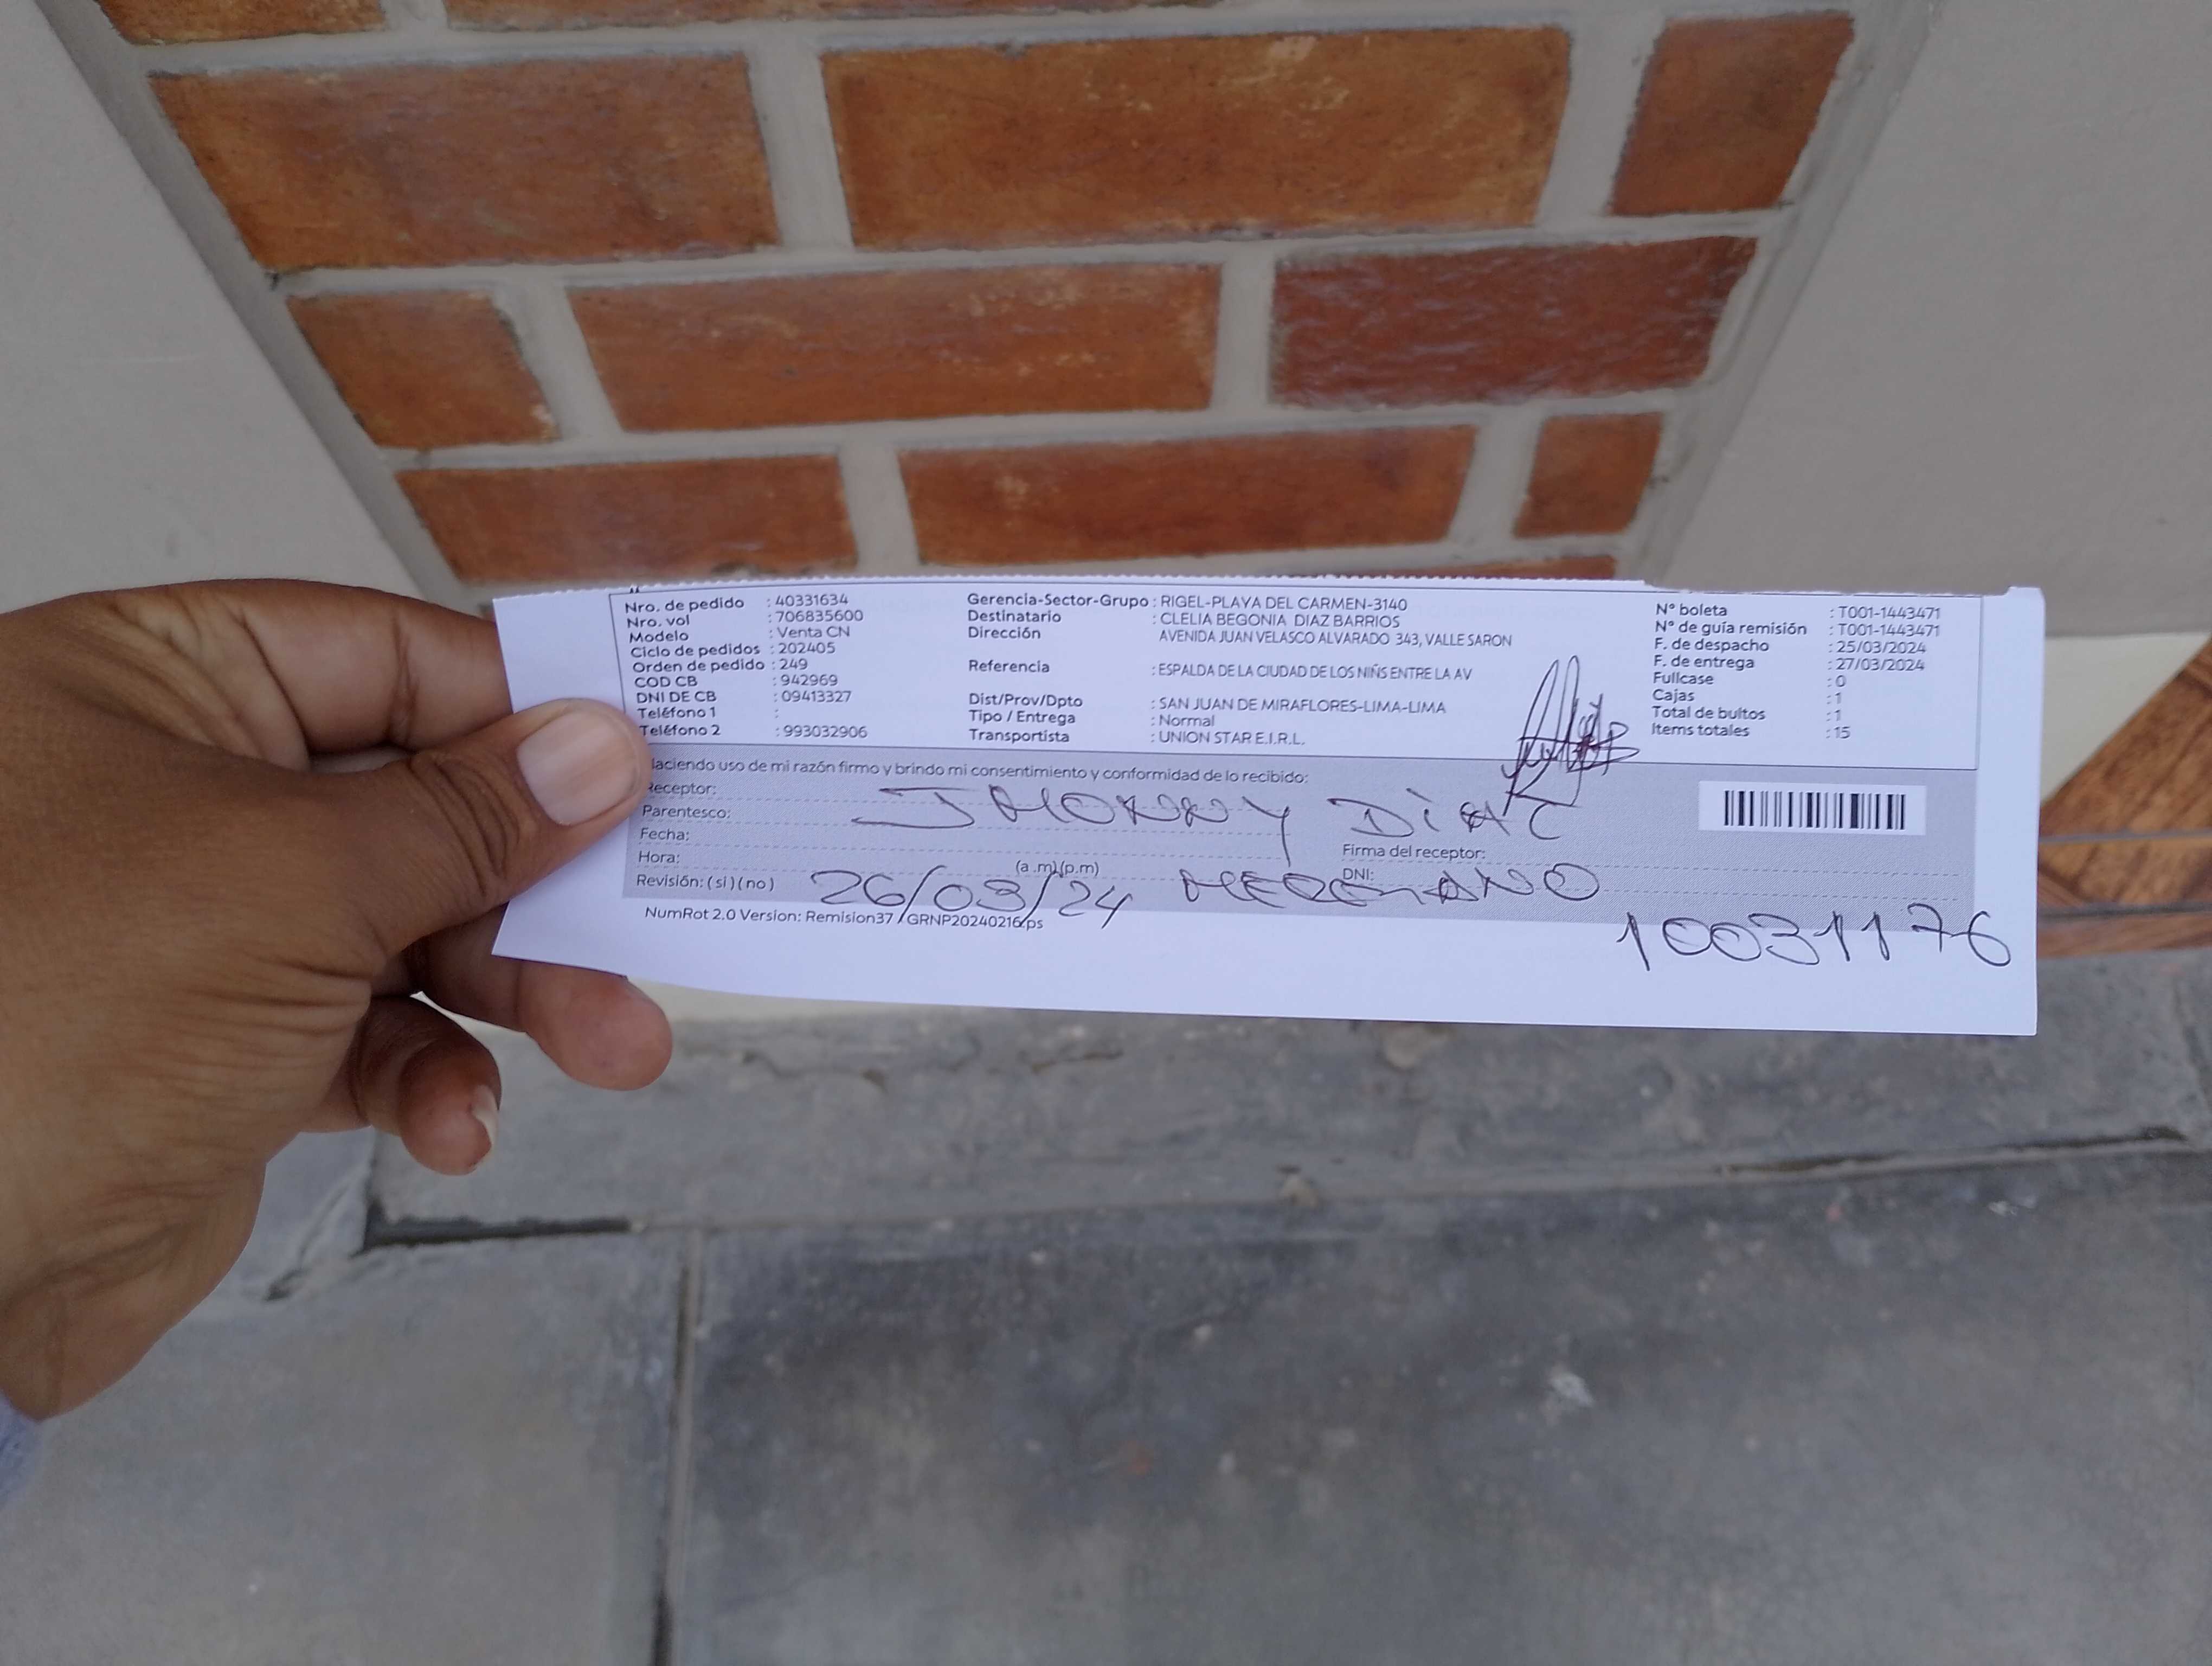 Nro. de pedido : 40331634
Nro. vol : 706835600
Modelo : Venta CN
Ciclo de pedidos : 202405
Orden de pedido : 249
COD CB : 942969
DNI DE CB : 09413327
Teléfono 1 :
Teléfono 2 : 993032906
Gerencia-Sector-Grupo : RIGEL-PLAYA DEL CARMEN-3140
Destinatario : CLELIA BEGONIA DIAZ BARRIOS
Dirección AVENIDA JUAN VELASCO ALVARADO 343, VALLE SARON
Referencia : ESPALDA DE LA CIUDAD DE LOS NIÑS ENTRE LA AV
Dist/Prov/Dpto : SAN JUAN DE MIRAFLORES-LIMA-LIMA
Tipo / Entrega : Normal
Transportista : UNION STAR E.I.R.L.
N° boleta : T001-1443471
N° de guía remisión : T001-1443471
F. de despacho : 25/03/2024
F. de entrega : 27/03/2024
Fullcase : 0
Cajas : 1
Total de bultos : 1
Items totales : 15
Haciendo uso de mi razón firmo y brindo mi consentimiento y conformidad de lo recibido:
Receptor:
JHONNY DiAZ
Parentesco:
Fecha:
Hora: (a.m)(p.m)
Firma del receptor:
DNI:
Revisión: (si) (no) 26/03/24 HERMANO
10031176
NumRot 2.0 Version: Remision37 / GRNP20240216.ps